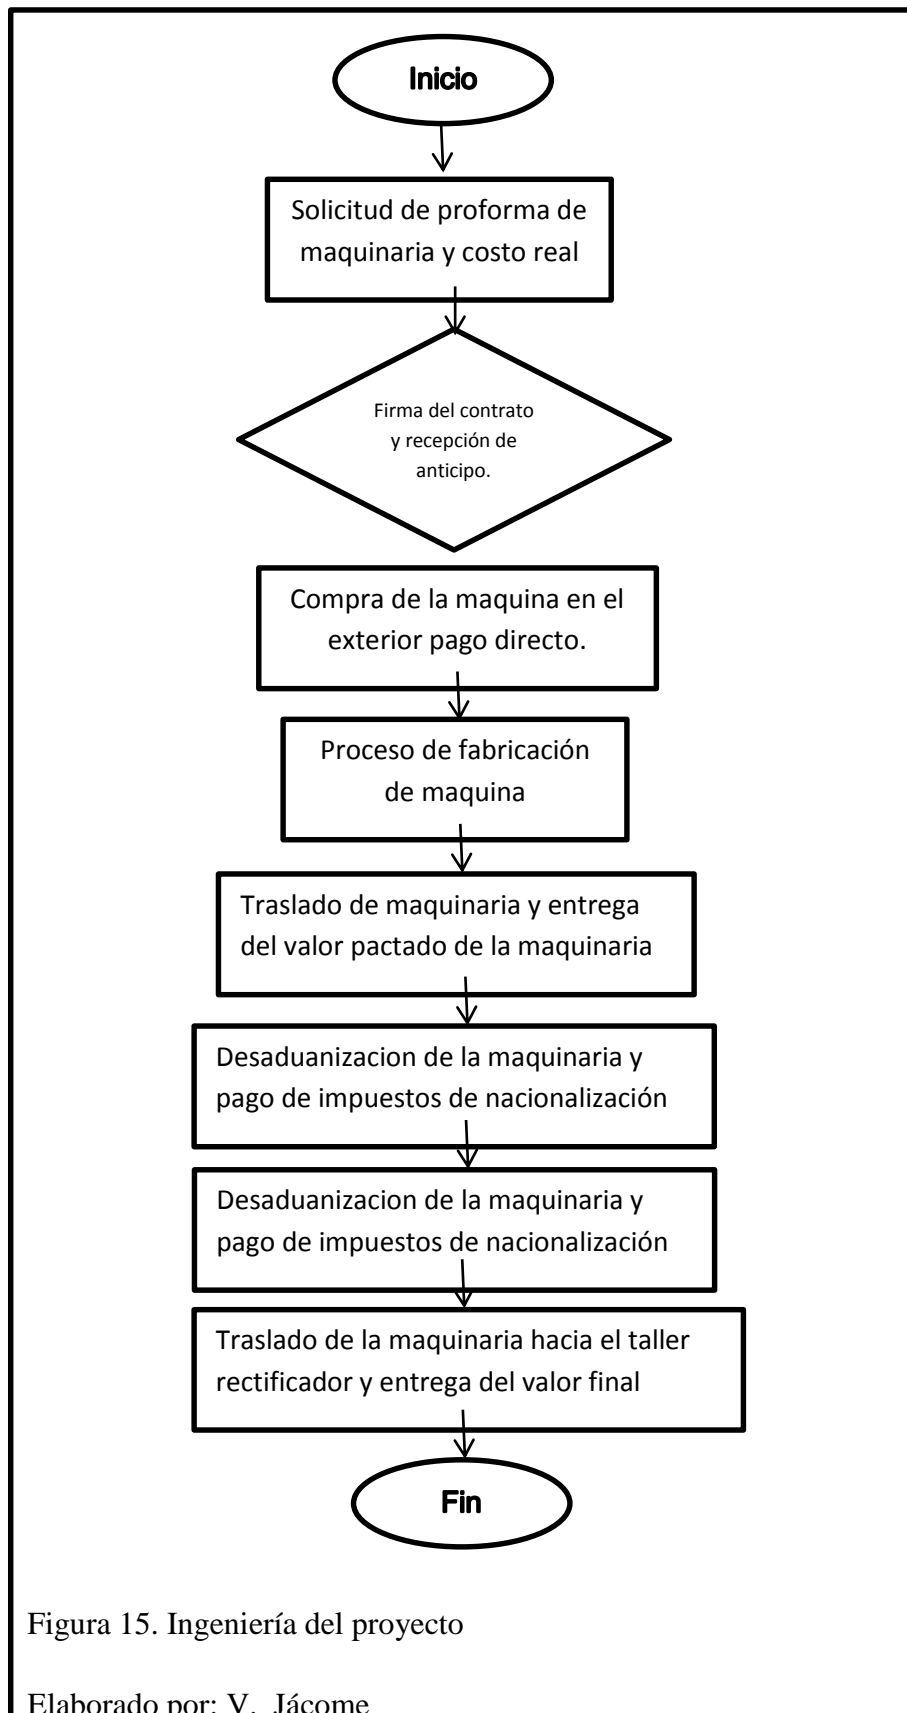 Inicio
Solicitud de proforma de
maquinaria y costo real
Firma del contrato
y recepción de
anticipo.
Compra de la maquina en el
exterior pago directo.
Proceso de fabricación
de maquina
Traslado de maquinaria y entrega
del valor pactado de la maquinaria
Desaduanizacion de la maquinaria y
pago de impuestos de nacionalización
Desaduanizacion de la maquinaria y
pago de impuestos de nacionalización
Traslado de la maquinaria hacia el taller
rectificador y entrega del valor final
Fin
Figura 15. Ingeniería del proyecto
Elaborado por: V. Jácome